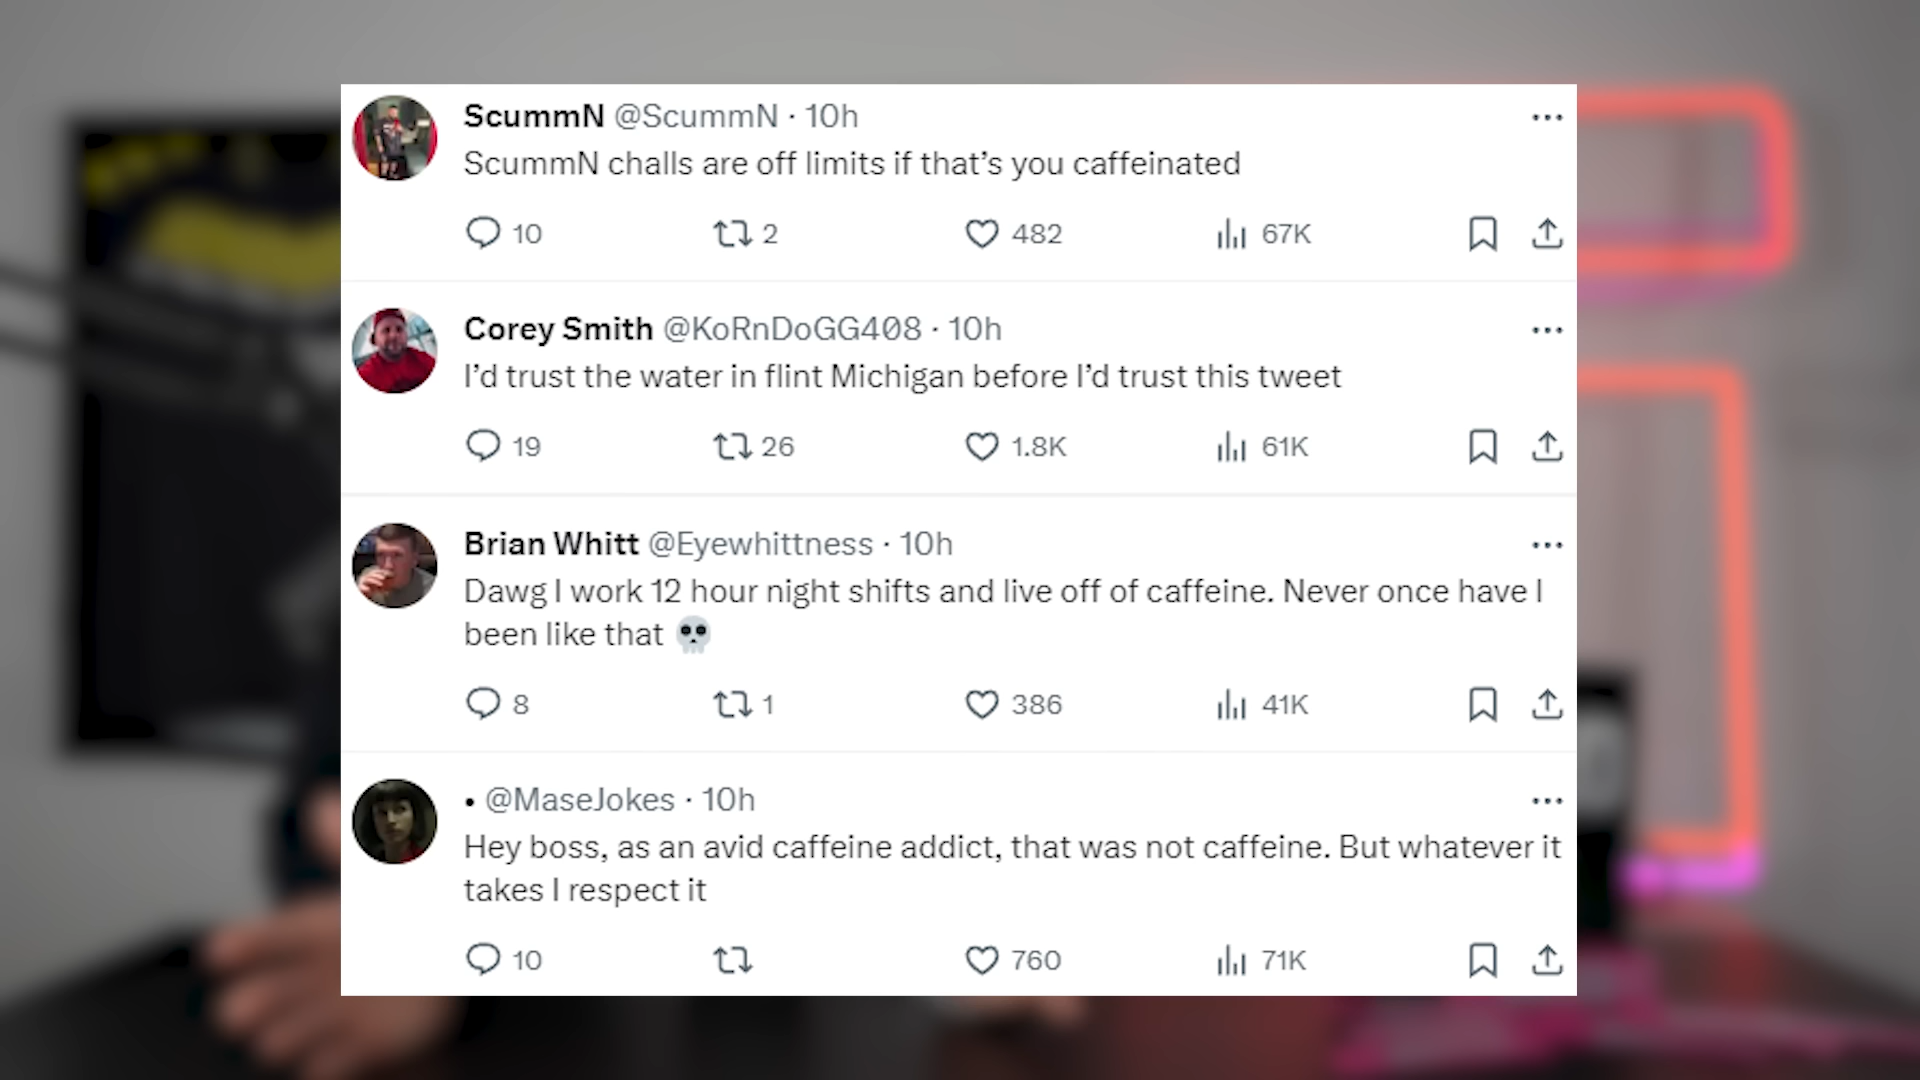 ScummN @ScummN · 10h
ScummN challs are off limits if that’s you caffeinated
10 2 482 67K
Corey Smith @KoRnDoGG408 · 10h
I’d trust the water in flint Michigan before I’d trust this tweet
19 26 1.8K 61K
Brian Whitt @Eyewhittness · 10h
Dawg I work 12 hour night shifts and live off of caffeine. Never once have I
been like that 💀
8 1 386 41K
• @MaseJokes · 10h
Hey boss, as an avid caffeine addict, that was not caffeine. But whatever it
takes I respect it
10 760 71K